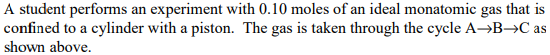 A student performs an experiment with 0.10 moles of an ideal monatomic gas that is
confined to a cylinder with a piston. The gas is taken through the cycle A→B→C as
shown above.